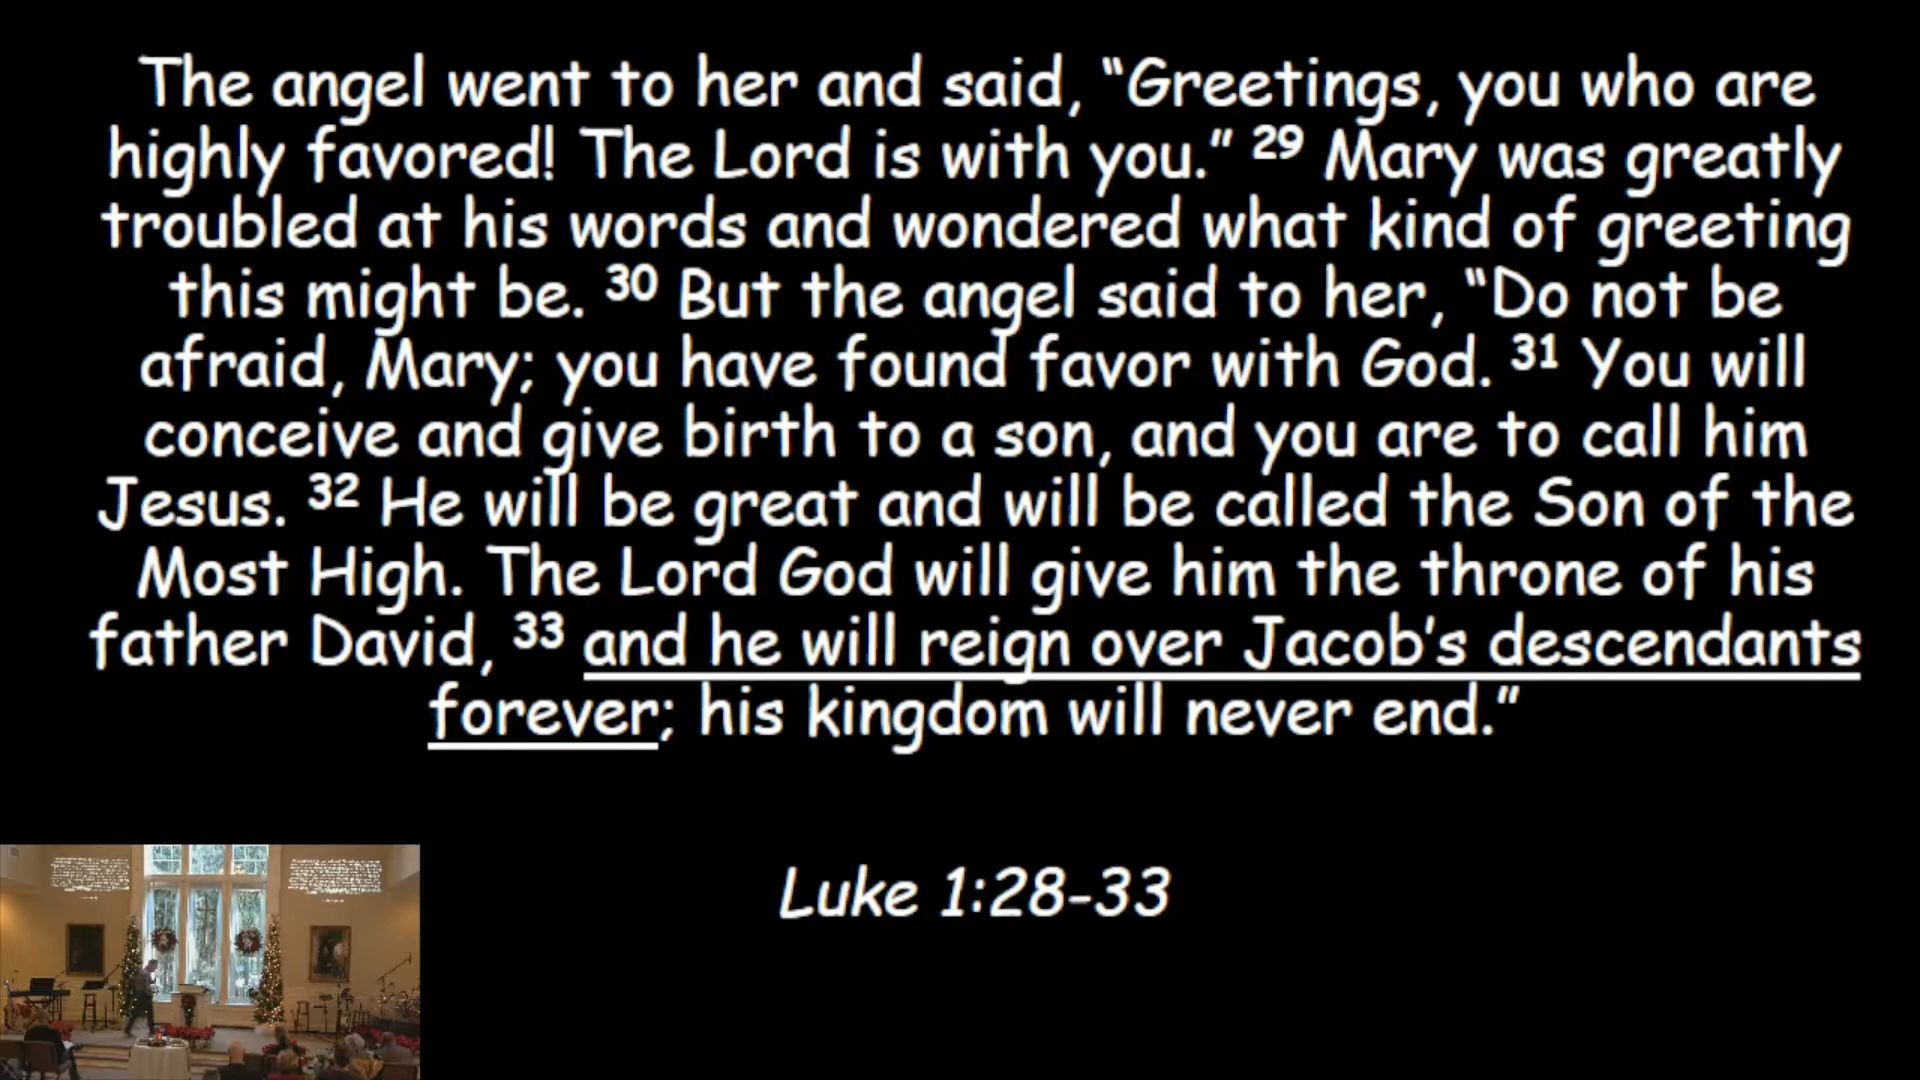 The angel went to her and said, “Greetings, you who are
highly favored! The Lord is with you.” 29 Mary was greatly
troubled at his words and wondered what kind of greeting
this might be. 30 But the angel said to her, “Do not be
afraid, Mary; you have found favor with God. 31 You will
conceive and give birth to a son, and you are to call him
Jesus. 32 He will be great and will be called the Son of the
Most High. The Lord God will give him the throne of his
father David, 33 and he will reign over Jacob’s descendants
forever; his kingdom will never end.”
Luke 1:28-33